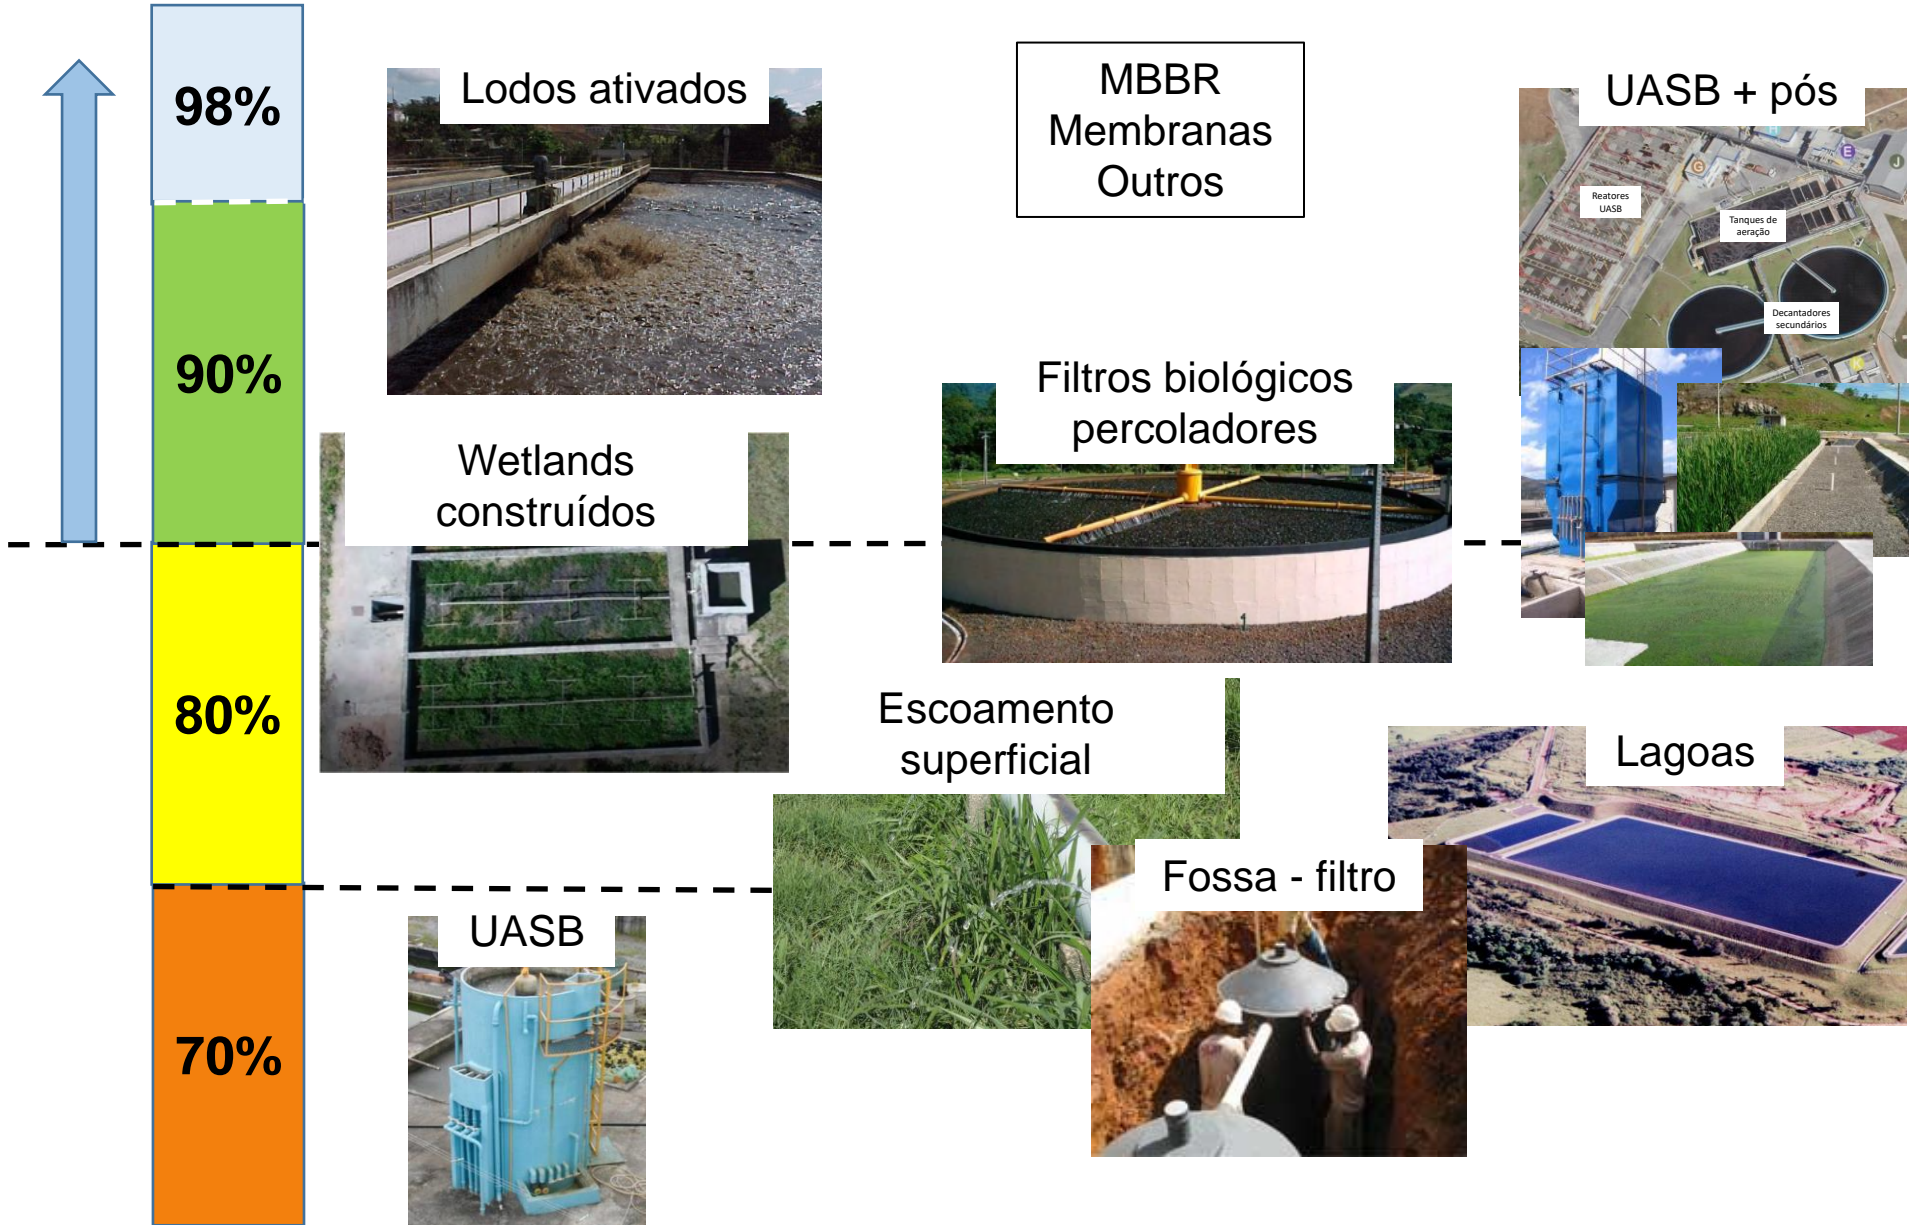 98%
90%
80%
70%
Lodos ativados
MBBR
Membranas
Outros
UASB + pós
H
E
G
J
Reatores
UASB
Tanques de
aeração
Decantadores
secundários
K
Wetlands
construídos
Filtros biológicos
percoladores
Escoamento
superficial
Lagoas
Fossa - filtro
UASB
1